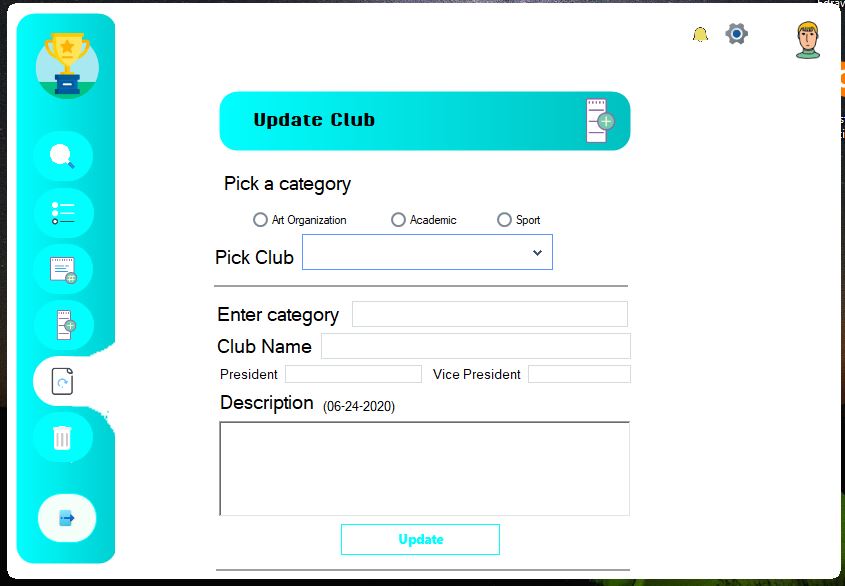 Update Club
Pick a category
Art Organization Academic Sport
Pick Club
Enter category
Club Name
President Vice President
Description (06-24-2020)
Update